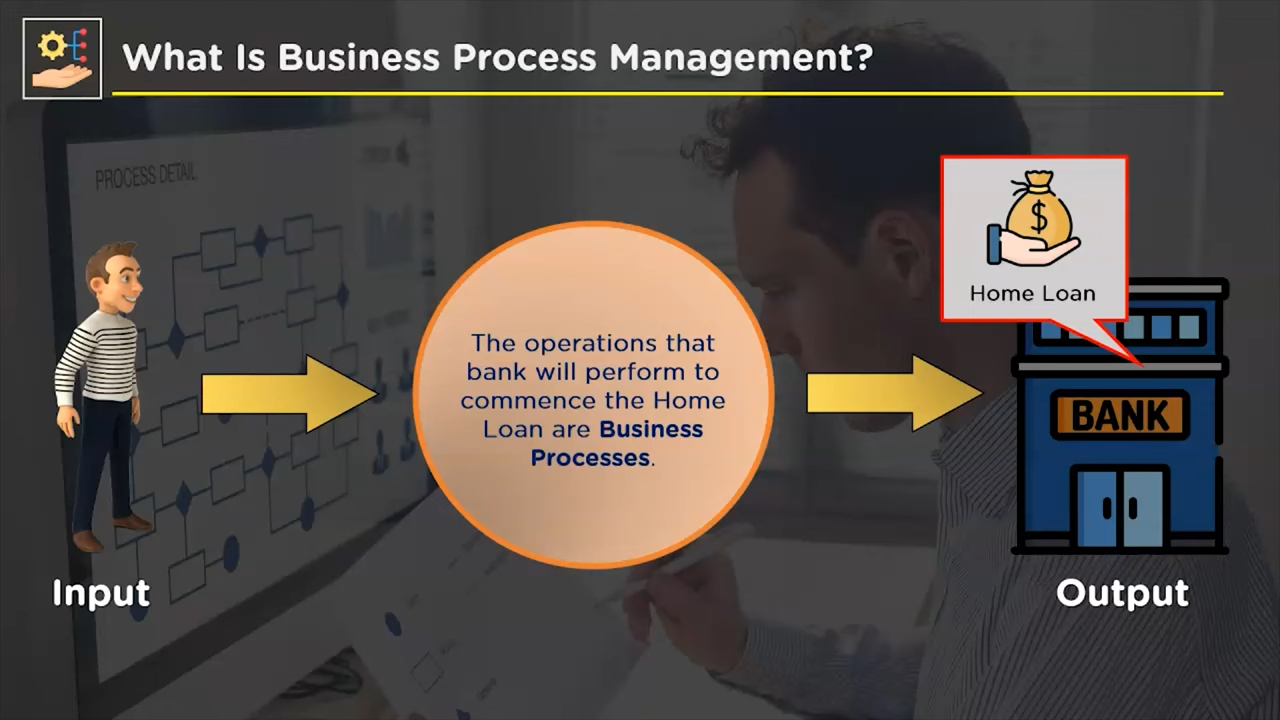 What Is Business Process Management?
PROCESS DETAIL
Home Loan
The operations that
bank will perform to
commence the Home
Loan are Business
Processes.
BANK
Input
Output